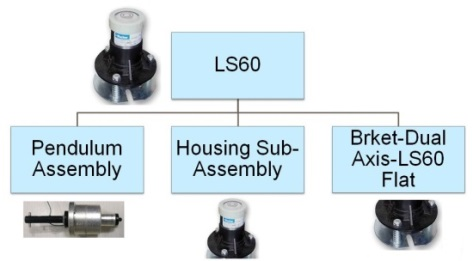 LS60
Pendulum
Assembly
Housing Sub-
Assembly
Brket-Dual
Axis-LS60
Flat